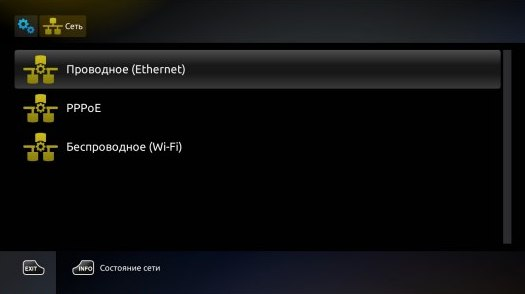 Сеть
Проводное (Ethernet)
PPPoE
Беспроводное (Wi-Fi)
EXIT
INFO Состояние сети